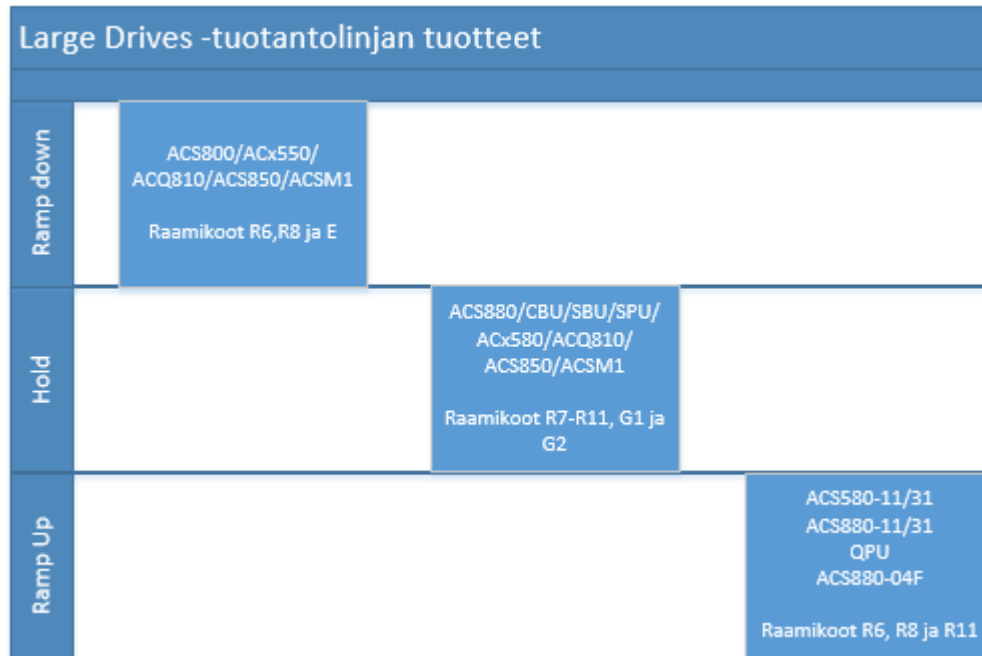 Large Drives -tuotantolinjan tuotteet
Ramp down
ACS800/ACx550/
ACQ810/ACS850/ACSM1
Raamikoot R6,R8 ja E
Hold
ACS880/CBU/SBU/SPU/
ACx580/ACQ810/
ACS850/ACSM1
Raamikoot R7-R11, G1 ja
G2
Ramp Up
ACS580-11/31
ACS880-11/31
QPU
ACS880-04F
Raamikoot R6, R8 ja R11